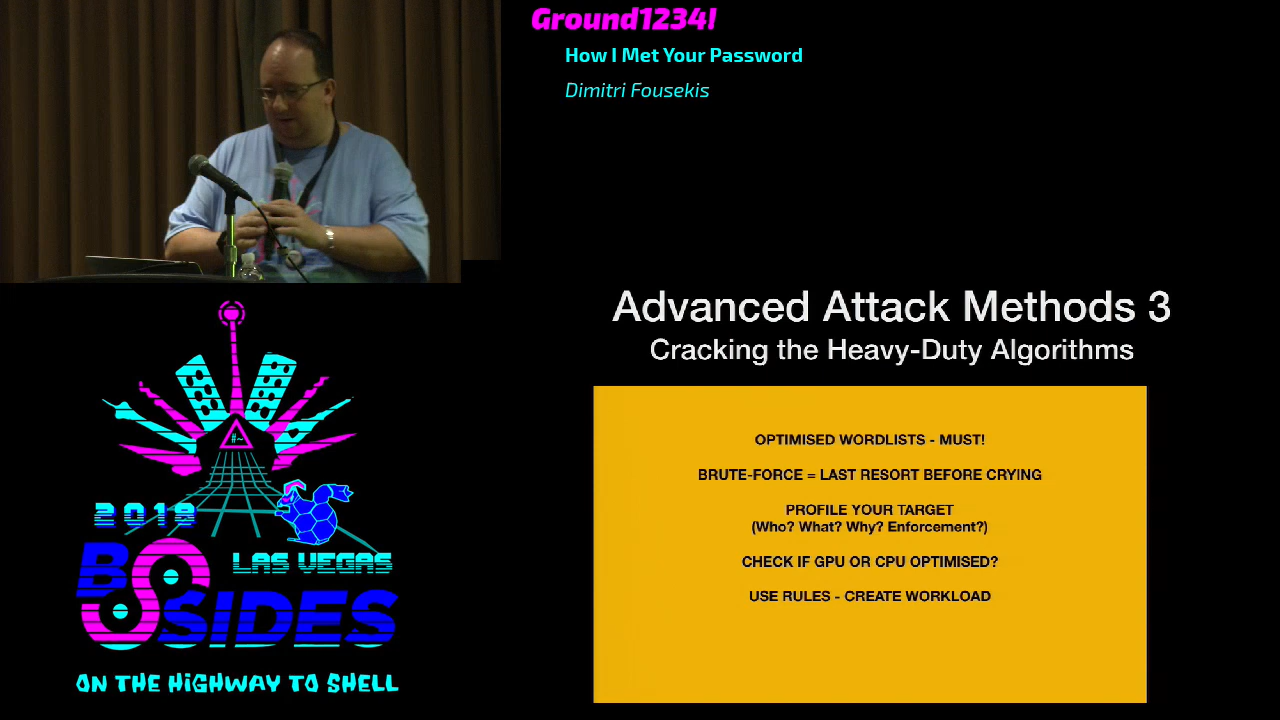 Ground1234!
How I Met Your Password
Dimitri Fousekis
Advanced Attack Methods 3
Cracking the Heavy-Duty Algorithms
OPTIMISED WORDLISTS - MUST!
BRUTE-FORCE = LAST RESORT BEFORE CRYING
PROFILE YOUR TARGET
(Who? What? Why? Enforcement?)
CHECK IF GPU OR CPU OPTIMISED?
USE RULES - CREATE WORKLOAD
#~
2018
LAS VEGAS
BSIDES
ON THE HIGHWAY TO SHELL